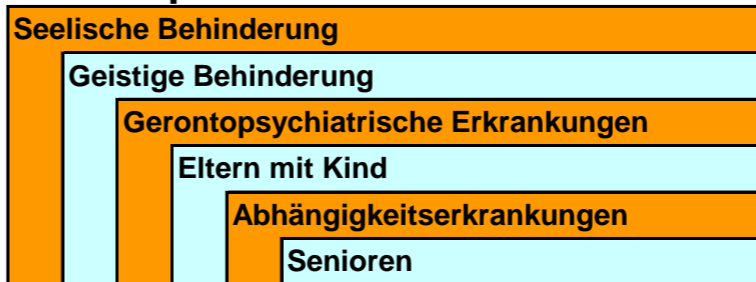 Seelische Behinderung
Geistige Behinderung
Gerontopsychiatrische Erkrankungen
Eltern mit Kind
Abhängigkeitserkrankungen
Senioren